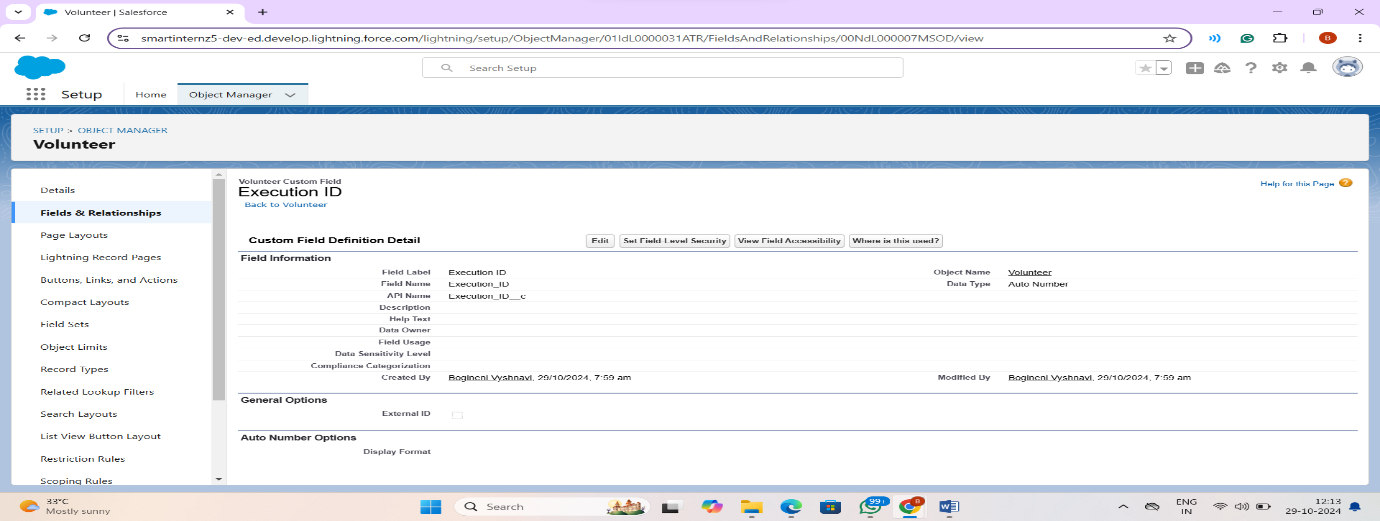 Volunteer | Salesforce
smartinternz5-dev-ed.develop.lightning.force.com/lightning/setup/ObjectManager/01IdL0000031ATR/FieldsAndRelationships/00NdL000007MSOD/view
B
Search Setup
Setup Home Object Manager
SETUP > OBJECT MANAGER
Volunteer
Details
Fields & Relationships
Page Layouts
Lightning Record Pages
Buttons, Links, and Actions
Compact Layouts
Field Sets
Object Limits
Record Types
Related Lookup Filters
Search Layouts
List View Button Layout
Restriction Rules
Scoping Rules
Volunteer Custom Field
Execution ID
Back to Volunteer
Help for this Page
Custom Field Definition Detail Edit Set Field-Level Security View Field Accessibility Where is this used?
Field Information
Field Label Execution ID Object Name Volunteer
Field Name Execution_ID Data Type Auto Number
API Name Execution_ID__c
Description
Help Text
Data Owner
Field Usage
Data Sensitivity Level
Compliance Categorization
Created By Bogineni Vyshnavi, 29/10/2024, 7:59 am Modified By Bogineni Vyshnavi, 29/10/2024, 7:59 am
General Options
External ID
Auto Number Options
Display Format
33°C
Mostly sunny
Search
99+
B
ENG
IN
12:13
29-10-2024